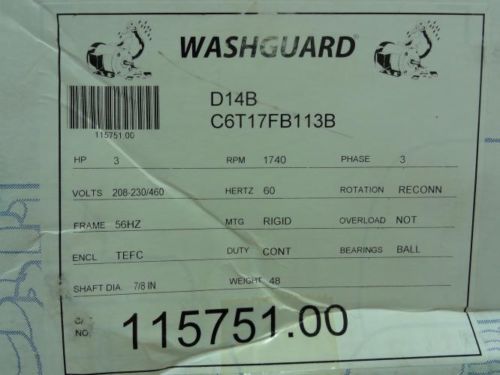 WASHGUARD®
D14B
C6T17FB113B
115751.00
HP 3 RPM 1740 PHASE 3
VOLTS 208-230/460 HERTZ 60 ROTATION RECONN
FRAME 56HZ MTG RIGID OVERLOAD NOT
ENCL TEFC DUTY CONT BEARINGS BALL
SHAFT DIA. 7/8 IN WEIGHT 48
NO. 115751.00